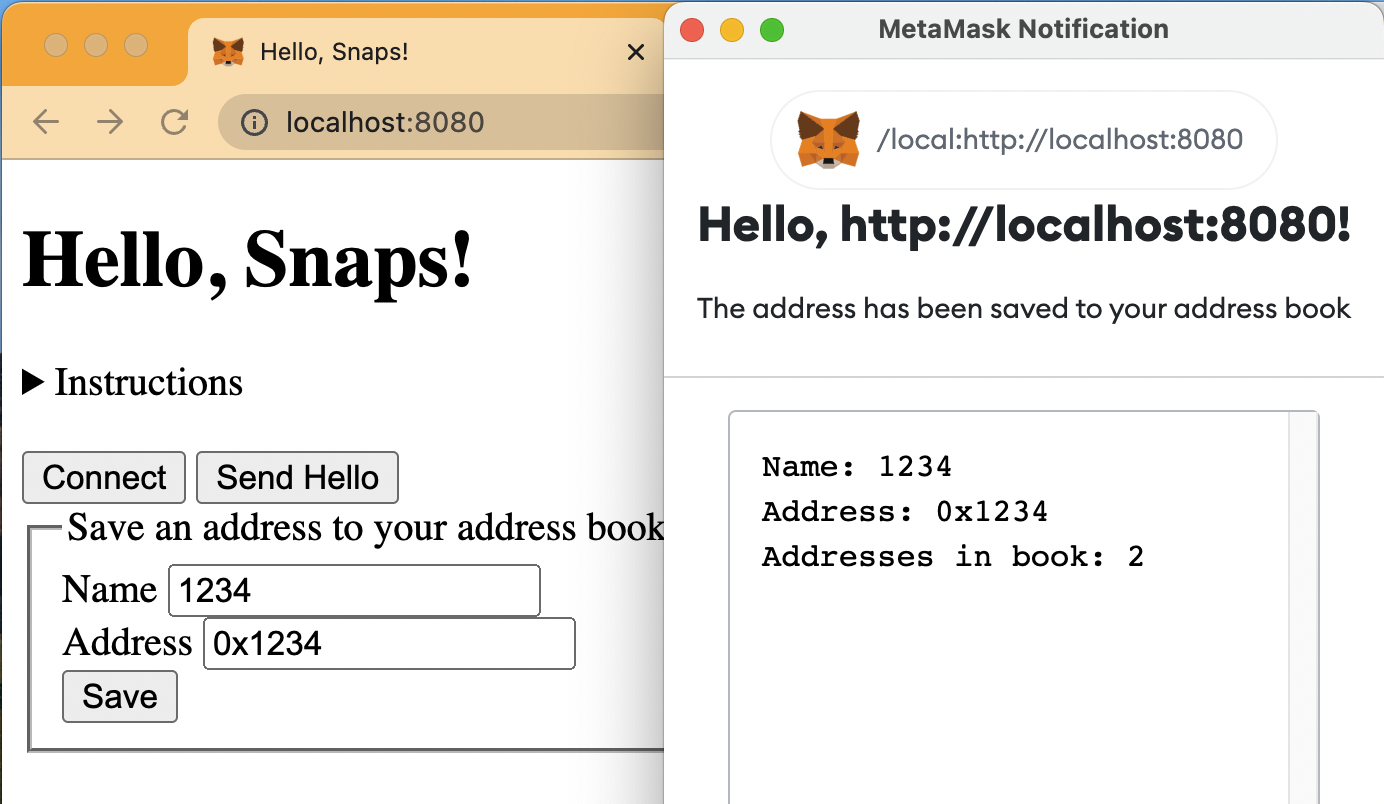 Hello, Snaps!
localhost:8080
Hello, Snaps!
Instructions
Connect Send Hello
Save an address to your address book
Name 1234
Address 0x1234
Save
MetaMask Notification
/local:http://localhost:8080
Hello, http://localhost:8080!
The address has been saved to your address book
Name: 1234
Address: 0x1234
Addresses in book: 2